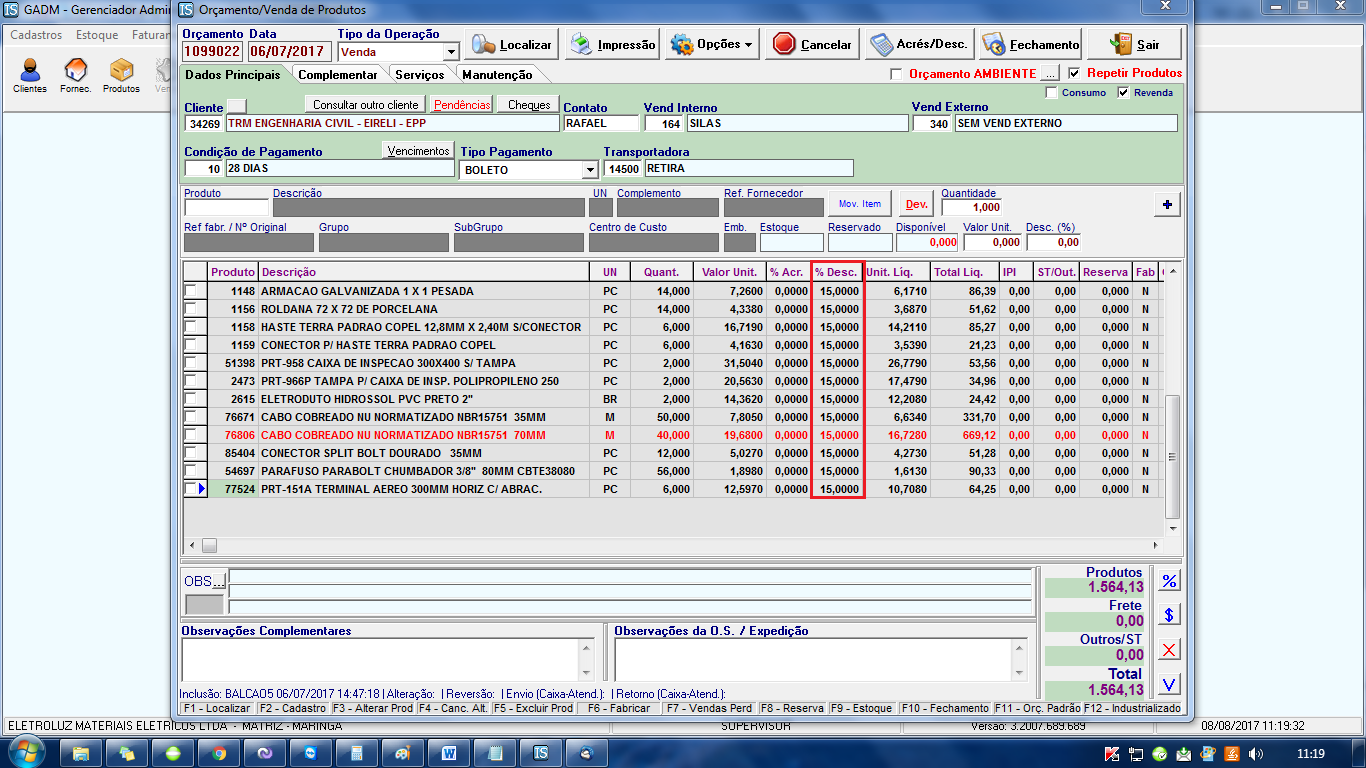 GADM - Gerenciador Admin
Orçamento/Venda de Produtos
Cadastros Estoque Faturam
Clientes Fornec. Produtos
Orçamento Data Tipo da Operação
1099022 06/07/2017 Venda
Localizar Impressão Opções Cancelar Acrés/Desc. Fechamento Sair
Dados Principais Complementar Serviços Manutenção
Orçamento AMBIENTE ... Repetir Produtos
Consumo Revenda
Cliente Consultar outro cliente Pendências Cheques Contato Vend Interno Vend Externo
34269 TRM ENGENHARIA CIVIL - EIRELI - EPP RAFAEL 164 SILAS 340 SEM VEND EXTERNO
Condição de Pagamento Vencimentos Tipo Pagamento Transportadora
10 28 DIAS BOLETO 14500 RETIRA
Produto Descrição UN Complemento Ref. Fornecedor Mov. Item Dev. Quantidade
1,000 +
Ref fabr. / Nº Original Grupo SubGrupo Centro de Custo Emb. Estoque Reservado Disponível Valor Unit. Desc. (%)
0,000 0,000 0,00
Produto Descrição UN Quant. Valor Unit. % Acr. % Desc. Unit. Liq. Total Liq. IPI ST/Out. Reserva Fab
1148 ARMACAO GALVANIZADA 1 X 1 PESADA PC 14,000 7,2600 0,0000 15,0000 6,1710 86,39 0,00 0,00 0,000 N
1156 ROLDANA 72 X 72 DE PORCELANA PC 14,000 4,3380 0,0000 15,0000 3,6870 51,62 0,00 0,00 0,000 N
1158 HASTE TERRA PADRAO COPEL 12,8MM X 2,40M S/CONECTOR PC 6,000 16,7190 0,0000 15,0000 14,2110 85,27 0,00 0,00 0,000 N
1159 CONECTOR P/ HASTE TERRA PADRAO COPEL PC 6,000 4,1630 0,0000 15,0000 3,5390 21,23 0,00 0,00 0,000 N
51398 PRT-958 CAIXA DE INSPECAO 300X400 S/ TAMPA PC 2,000 31,5040 0,0000 15,0000 26,7790 53,56 0,00 0,00 0,000 N
2473 PRT-966P TAMPA P/ CAIXA DE INSP. POLIPROPILENO 250 PC 2,000 20,5630 0,0000 15,0000 17,4790 34,96 0,00 0,00 0,000 N
2615 ELETRODUTO HIDROSSOL PVC PRETO 2" BR 2,000 14,3620 0,0000 15,0000 12,2080 24,42 0,00 0,00 0,000 N
76671 CABO COBREADO NU NORMATIZADO NBR15751 35MM M 50,000 7,8050 0,0000 15,0000 6,6340 331,70 0,00 0,00 0,000 N
76806 CABO COBREADO NU NORMATIZADO NBR15751 70MM M 40,000 19,6800 0,0000 15,0000 16,7280 669,12 0,00 0,00 0,000 N
85404 CONECTOR SPLIT BOLT DOURADO 35MM PC 12,000 5,0270 0,0000 15,0000 4,2730 51,28 0,00 0,00 0,000 N
54697 PARAFUSO PARABOLT CHUMBADOR 3/8" 80MM CBTE38080 PC 56,000 1,8980 0,0000 15,0000 1,6130 90,33 0,00 0,00 0,000 N
77524 PRT-151A TERMINAL AEREO 300MM HORIZ C/ ABRAC. PC 6,000 12,5970 0,0000 15,0000 10,7080 64,25 0,00 0,00 0,000 N
OBS...
Produtos
1.564,13 %
Frete
0,00 $
Outros/ST
0,00 X
Total
1.564,13 V
Observações Complementares Observações da O.S. / Expedição
Inclusão: BALCAO5 06/07/2017 14:47:18 | Alteração: | Reversão: | Envio (Caixa-Atend.): | Retorno (Caixa-Atend.):
F1 - Localizar F2 - Cadastro F3 - Alterar Prod F4 - Canc. Alt. F5 - Excluir Prod F6 - Fabricar F7 - Vendas Perd F8 - Reserva F9 - Estoque F10 - Fechamento F11 - Orç. Padrão F12 - Industrializado
ELETROLUZ MATERIAIS ELETRICOS LTDA - MATRIZ - MARINGA SUPERVISOR Versão: 3.2007.689.689 08/08/2017 11:19:32
11:19